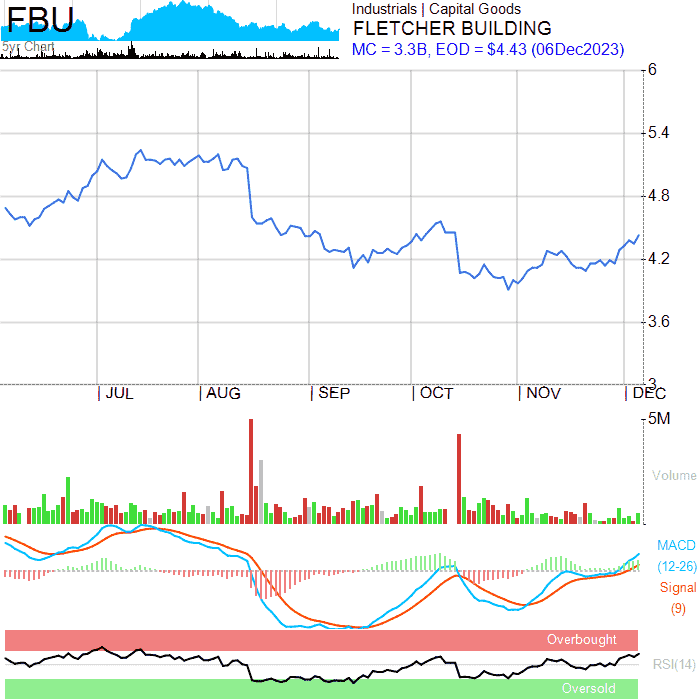 FBU
5yr Chart
Industrials | Capital Goods
FLETCHER BUILDING
MC = 3.3B, EOD = $4.43 (06Dec2023)
6
5.4
4.8
4.2
3.6
3
JUL
AUG
SEP
OCT
NOV
DEC
5M
Volume
MACD
(12-26)
Signal
(9)
Overbought
RSI(14)
Oversold